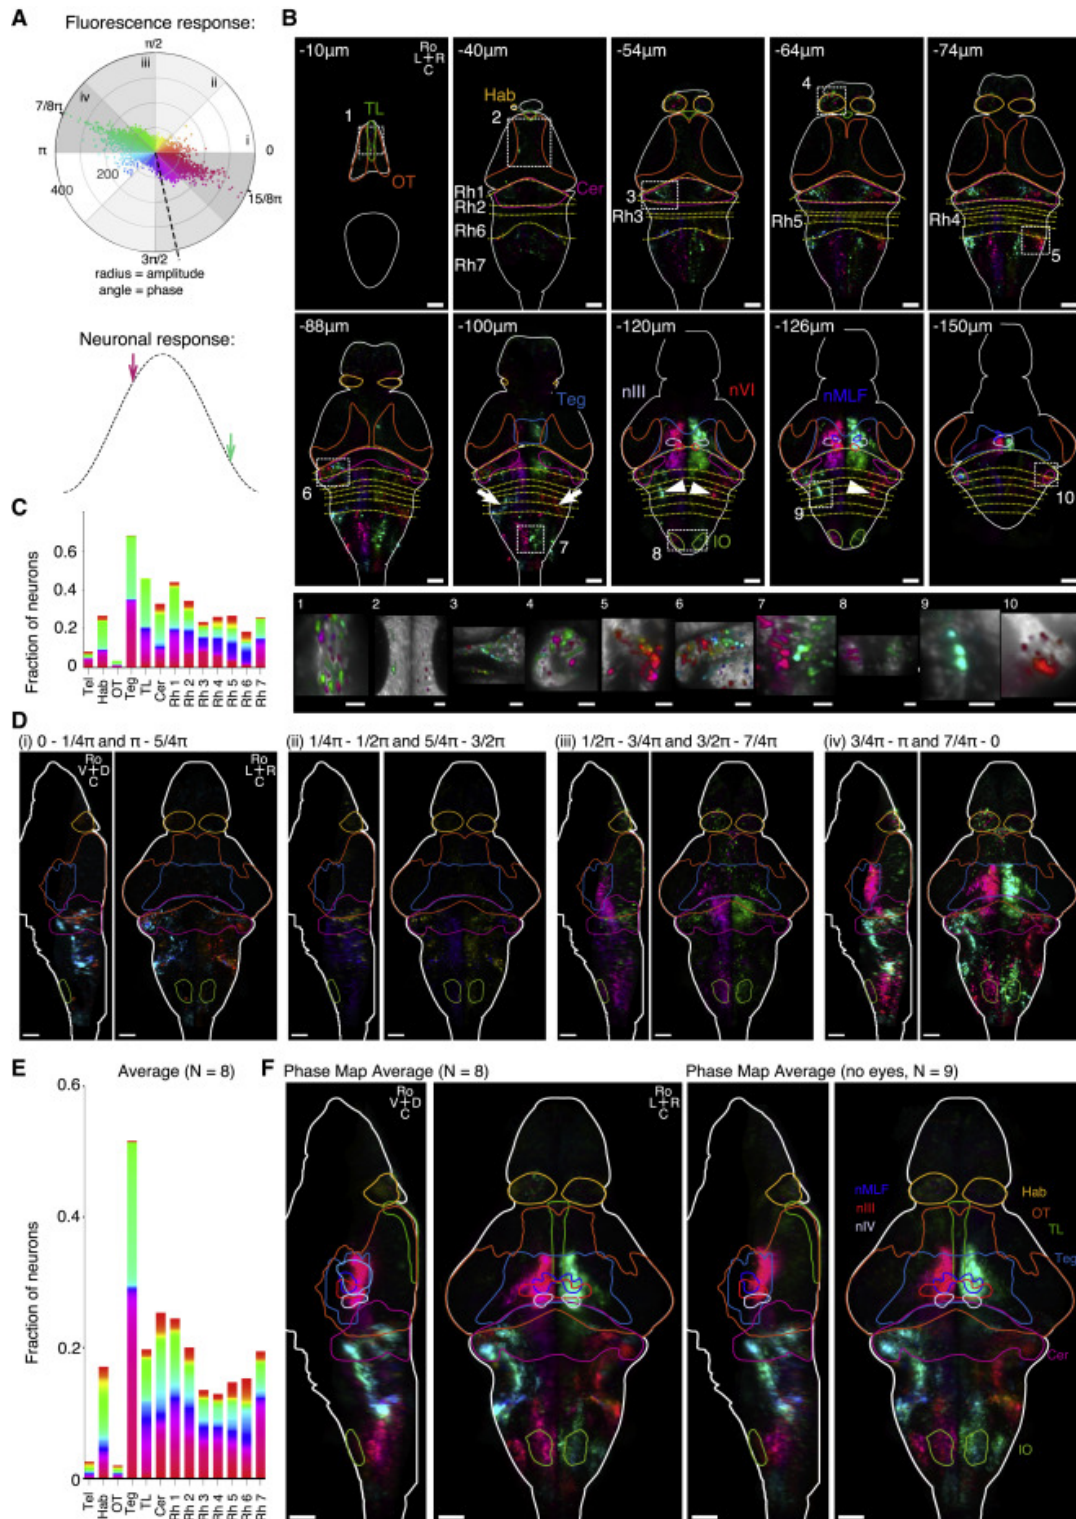 A
Fluorescence response:
π/2
iii
ii
iv
i
7/8π
π
0
200
400
15/8π
3π/2
radius = amplitude
angle = phase
Neuronal response:
B
-10µm
Ro
L+R
C
1
TL
OT
-40µm
Hab
2
Cer
Rh1
Rh2
Rh6
Rh7
-54µm
3
Rh3
-64µm
4
Rh5
-74µm
Rh4
5
-88µm
6
-100µm
Teg
7
-120µm
nIII
nVI
8
IO
-126µm
nMLF
9
-150µm
10
1 2 3 4 5 6 7 8 9 10
C
Fraction of neurons
0.6
0.4
0.2
0
Tel Hab OT Teg TL Cer Rh 1 Rh 2 Rh 3 Rh 4 Rh 5 Rh 6 Rh 7
D
(i) 0 - 1/4π and π - 5/4π
Ro
V+D
C
Ro
L+R
C
(ii) 1/4π - 1/2π and 5/4π - 3/2π
(iii) 1/2π - 3/4π and 3/2π - 7/4π
(iv) 3/4π - π and 7/4π - 0
E
Average (N = 8)
Fraction of neurons
0.6
0.4
0.2
0
Tel Hab OT Teg TL Cer Rh 1 Rh 2 Rh 3 Rh 4 Rh 5 Rh 6 Rh 7
F
Phase Map Average (N = 8)
Ro
V+D
C
Ro
L+R
C
Phase Map Average (no eyes, N = 9)
nMLF
nIII
nIV
Hab
OT
TL
Teg
Cer
IO